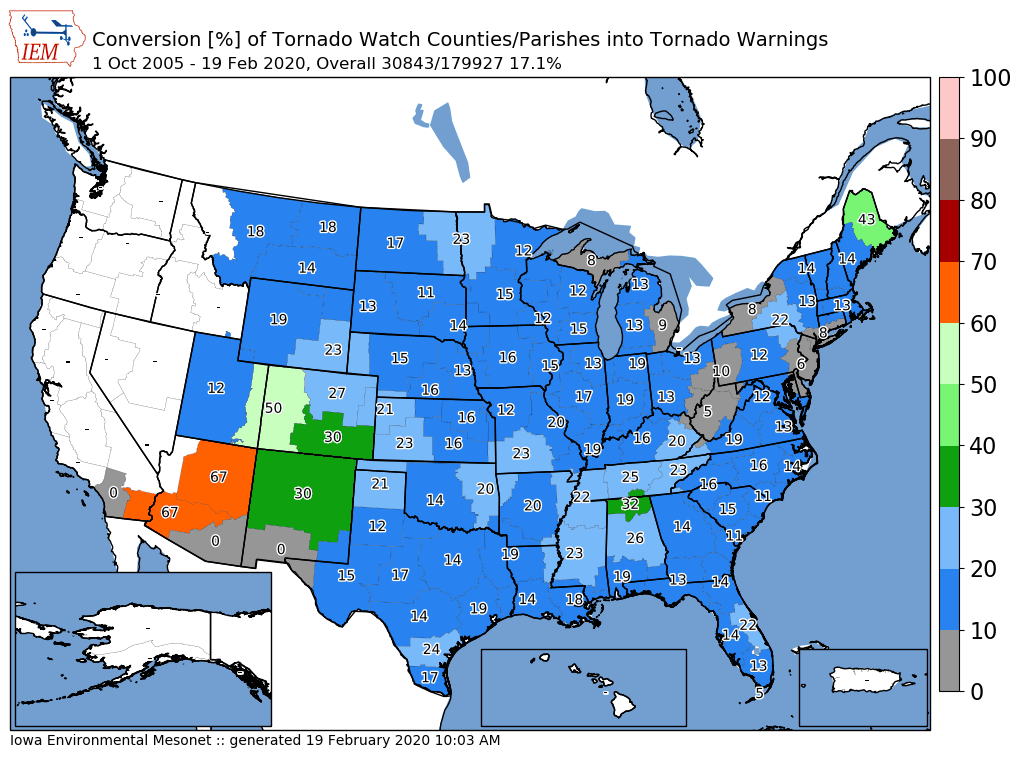 IEM
Conversion [%] of Tornado Watch Counties/Parishes into Tornado Warnings
1 Oct 2005 - 19 Feb 2020, Overall 30843/179927 17.1%
100
90
80
70
60
50
40
30
20
10
0
43
18 18 17 23 12 8 14 14
14 13 11 15 12 13 13 13
19 14 12 15 13 9 8 22 8
23 15 16 15 13 19 13 12 6
12 50 27 13 16 17 19 13 10 12
30 21 16 12 20 16 5 13
23 16 23 19 20 19
67 30 21 14 20 20 25 23 16 14
67 0 0 12 22 32 16 15 11
0 14 19 23 26 14 11
15 17 14 19 14 18 19 13 14
24 17 14 22 13 5
Iowa Environmental Mesonet :: generated 19 February 2020 10:03 AM